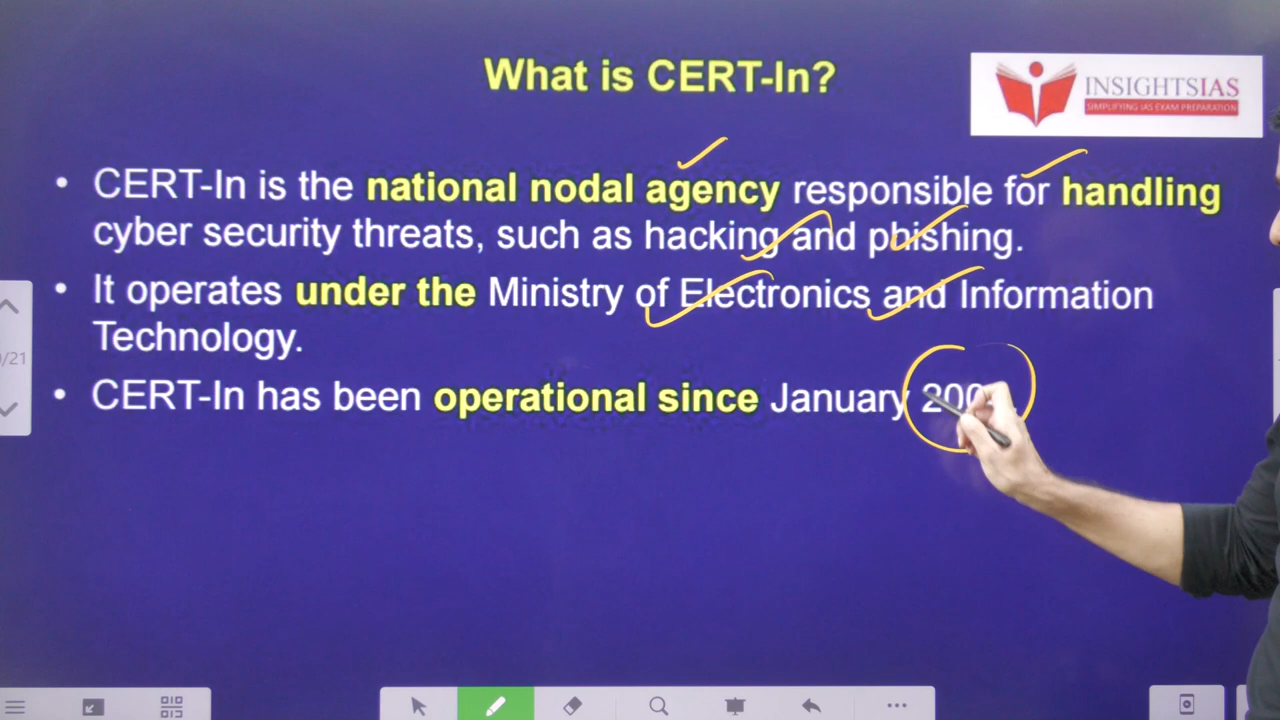 What is CERT-In?
INSIGHTSIAS
SIMPLIFYING IAS EXAM PREPARATION
• CERT-In is the national nodal agency responsible for handling
cyber security threats, such as hacking and phishing.
• It operates under the Ministry of Electronics and Information
Technology.
/21
• CERT-In has been operational since January